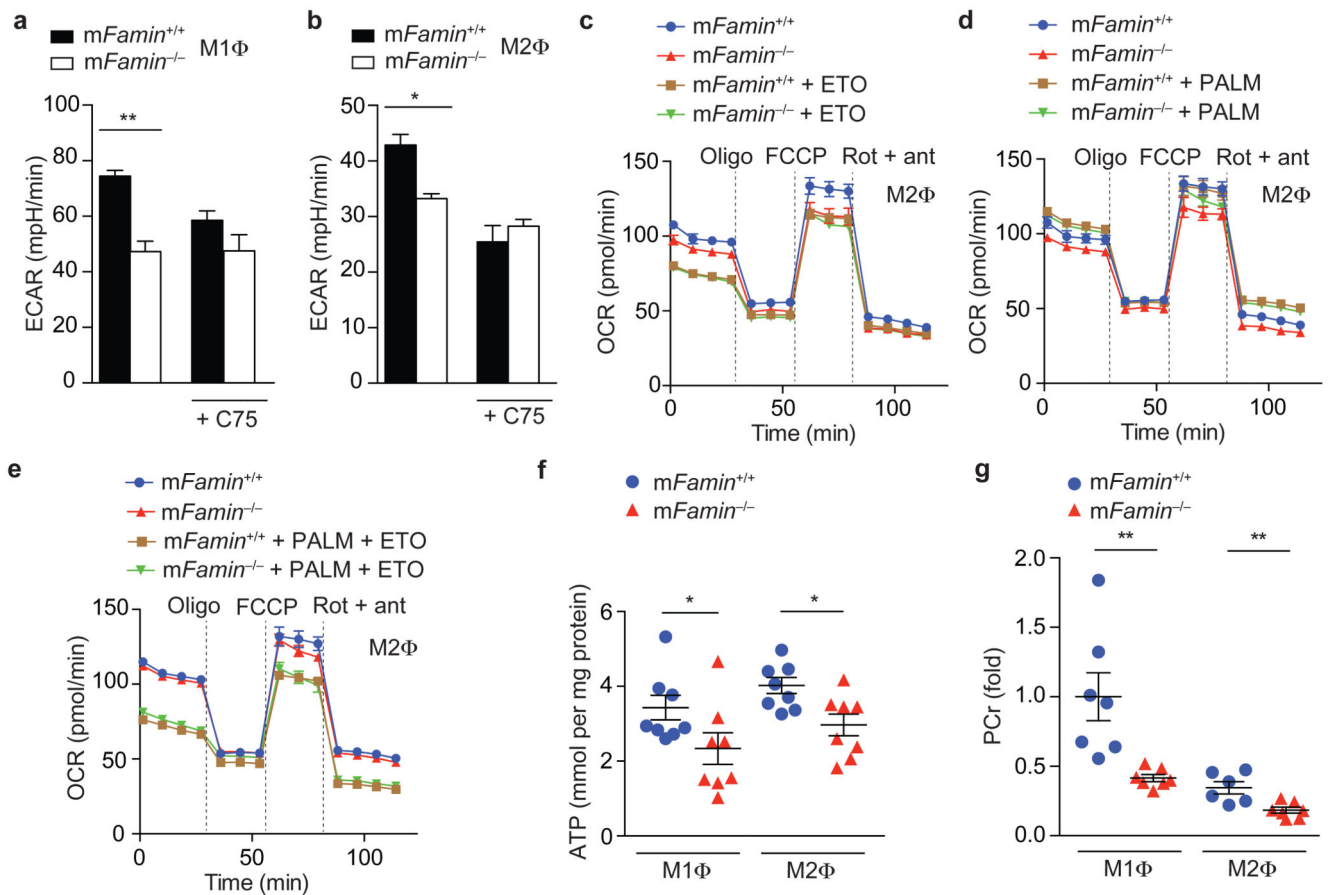 a
mFamin+/+
mFamin–/–
M1Φ
ECAR (mpH/min)
100
80
60
40
20
0
**
+ C75
b
mFamin+/+
mFamin–/–
M2Φ
ECAR (mpH/min)
50
40
30
20
10
0
*
+ C75
c
mFamin+/+
mFamin–/–
mFamin+/+ + ETO
mFamin–/– + ETO
Oligo FCCP Rot + ant
M2Φ
OCR (pmol/min)
150
100
50
0
0 50 100
Time (min)
d
mFamin+/+
mFamin–/–
mFamin+/+ + PALM
mFamin–/– + PALM
Oligo FCCP Rot + ant
M2Φ
OCR (pmol/min)
150
100
50
0
0 50 100
Time (min)
e
mFamin+/+
mFamin–/–
mFamin+/+ + PALM + ETO
mFamin–/– + PALM + ETO
Oligo FCCP Rot + ant
M2Φ
OCR (pmol/min)
150
100
50
0
0 50 100
Time (min)
f
mFamin+/+
mFamin–/–
ATP (mmol per mg protein)
6
4
2
0
* *
M1Φ M2Φ
g
mFamin+/+
mFamin–/–
PCr (fold)
2.0
1.5
1.0
0.5
0.0
** **
M1Φ M2Φ